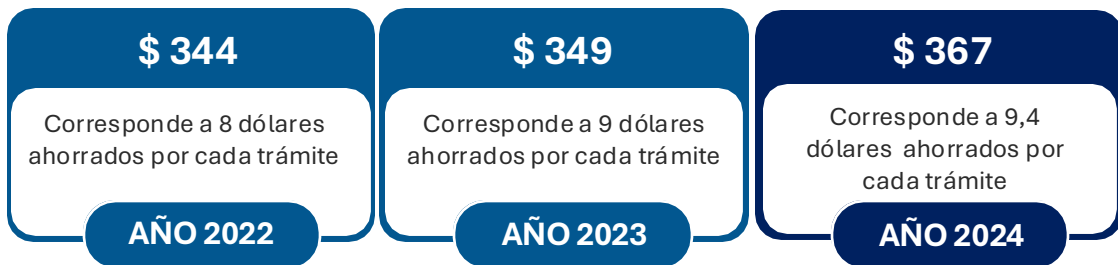 $ 344
Corresponde a 8 dólares
ahorrados por cada trámite
AÑO 2022
$ 349
Corresponde a 9 dólares
ahorrados por cada trámite
AÑO 2023
$ 367
Corresponde a 9,4
dólares ahorrados por
cada trámite
AÑO 2024